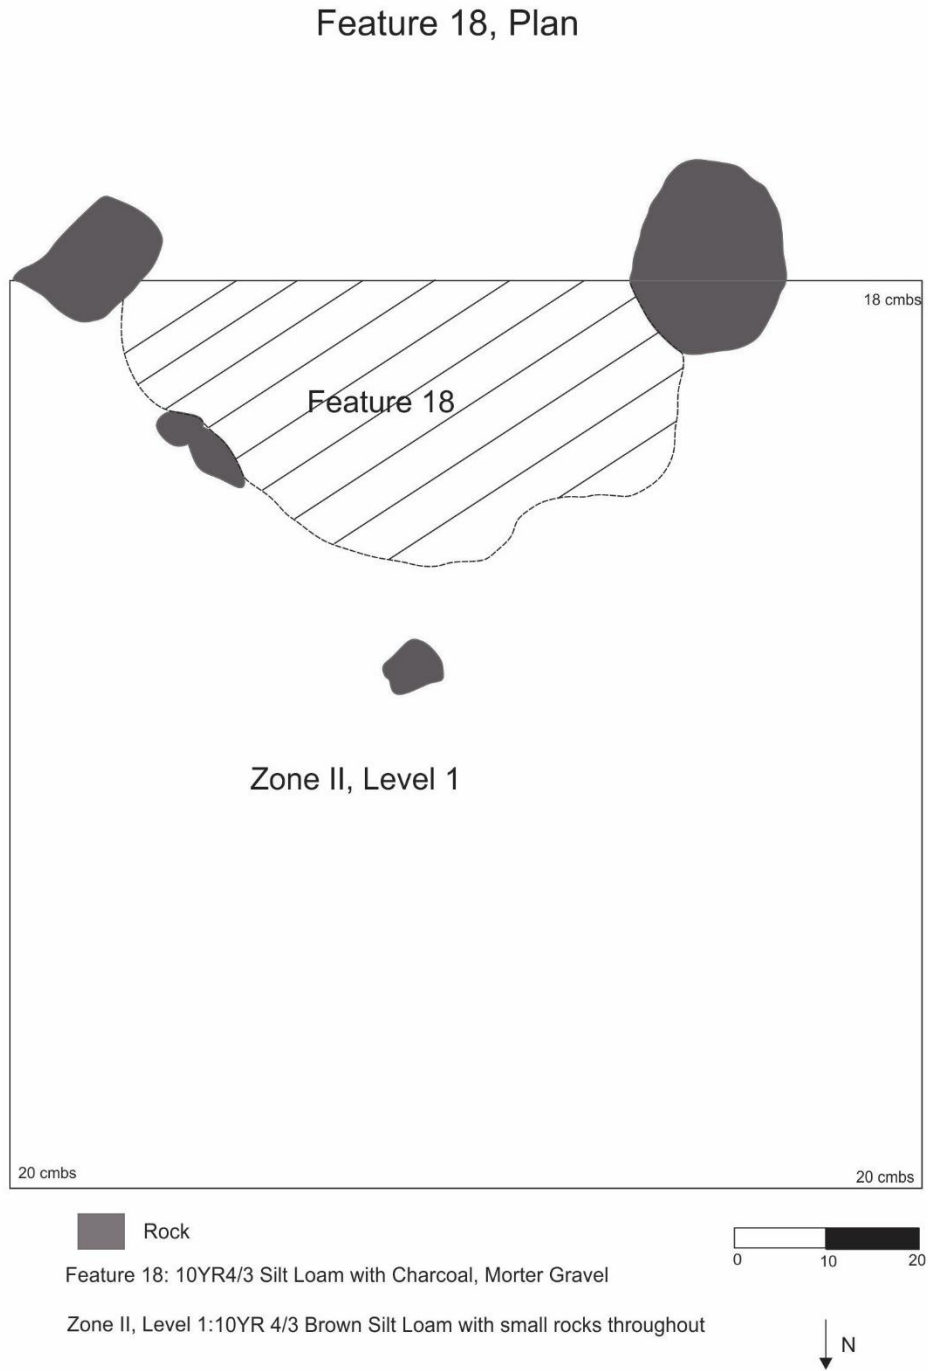 Feature 18, Plan
18 cmbs
Feature 18
Zone II, Level 1
20 cmbs
20 cmbs
Rock
0 10 20
Feature 18: 10YR4/3 Silt Loam with Charcoal, Morter Gravel
Zone II, Level 1:10YR 4/3 Brown Silt Loam with small rocks throughout
N